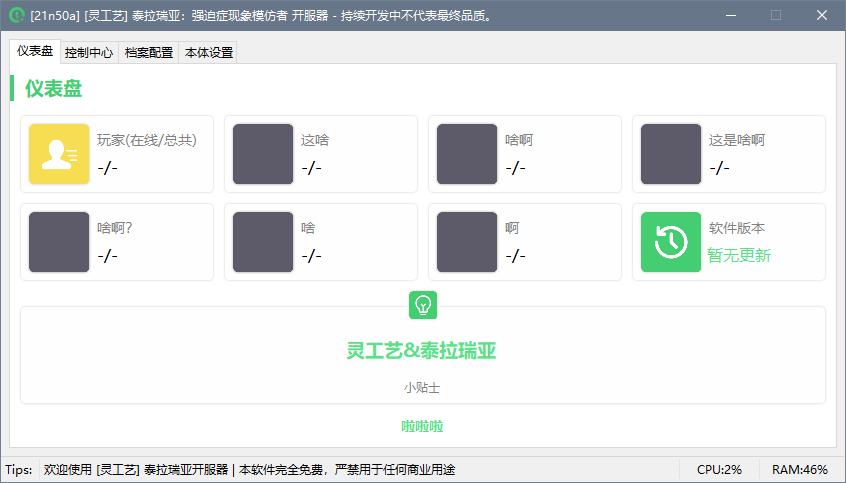 [21n50a] [灵工艺] 泰拉瑞亚：强迫症现象模仿者 开服器 - 持续开发中不代表最终品质。
仪表盘 控制中心 档案配置 本体设置
仪表盘
玩家(在线/总共) 这啥 啥啊 这是啥啊
-/- -/- -/- -/-
啥啊? 啥 啊 软件版本
-/- -/- -/- 暂无更新
灵工艺&泰拉瑞亚
小贴士
啦啦啦
Tips: 欢迎使用 [灵工艺] 泰拉瑞亚开服器 | 本软件完全免费，严禁用于任何商业用途 CPU:2% RAM:46%